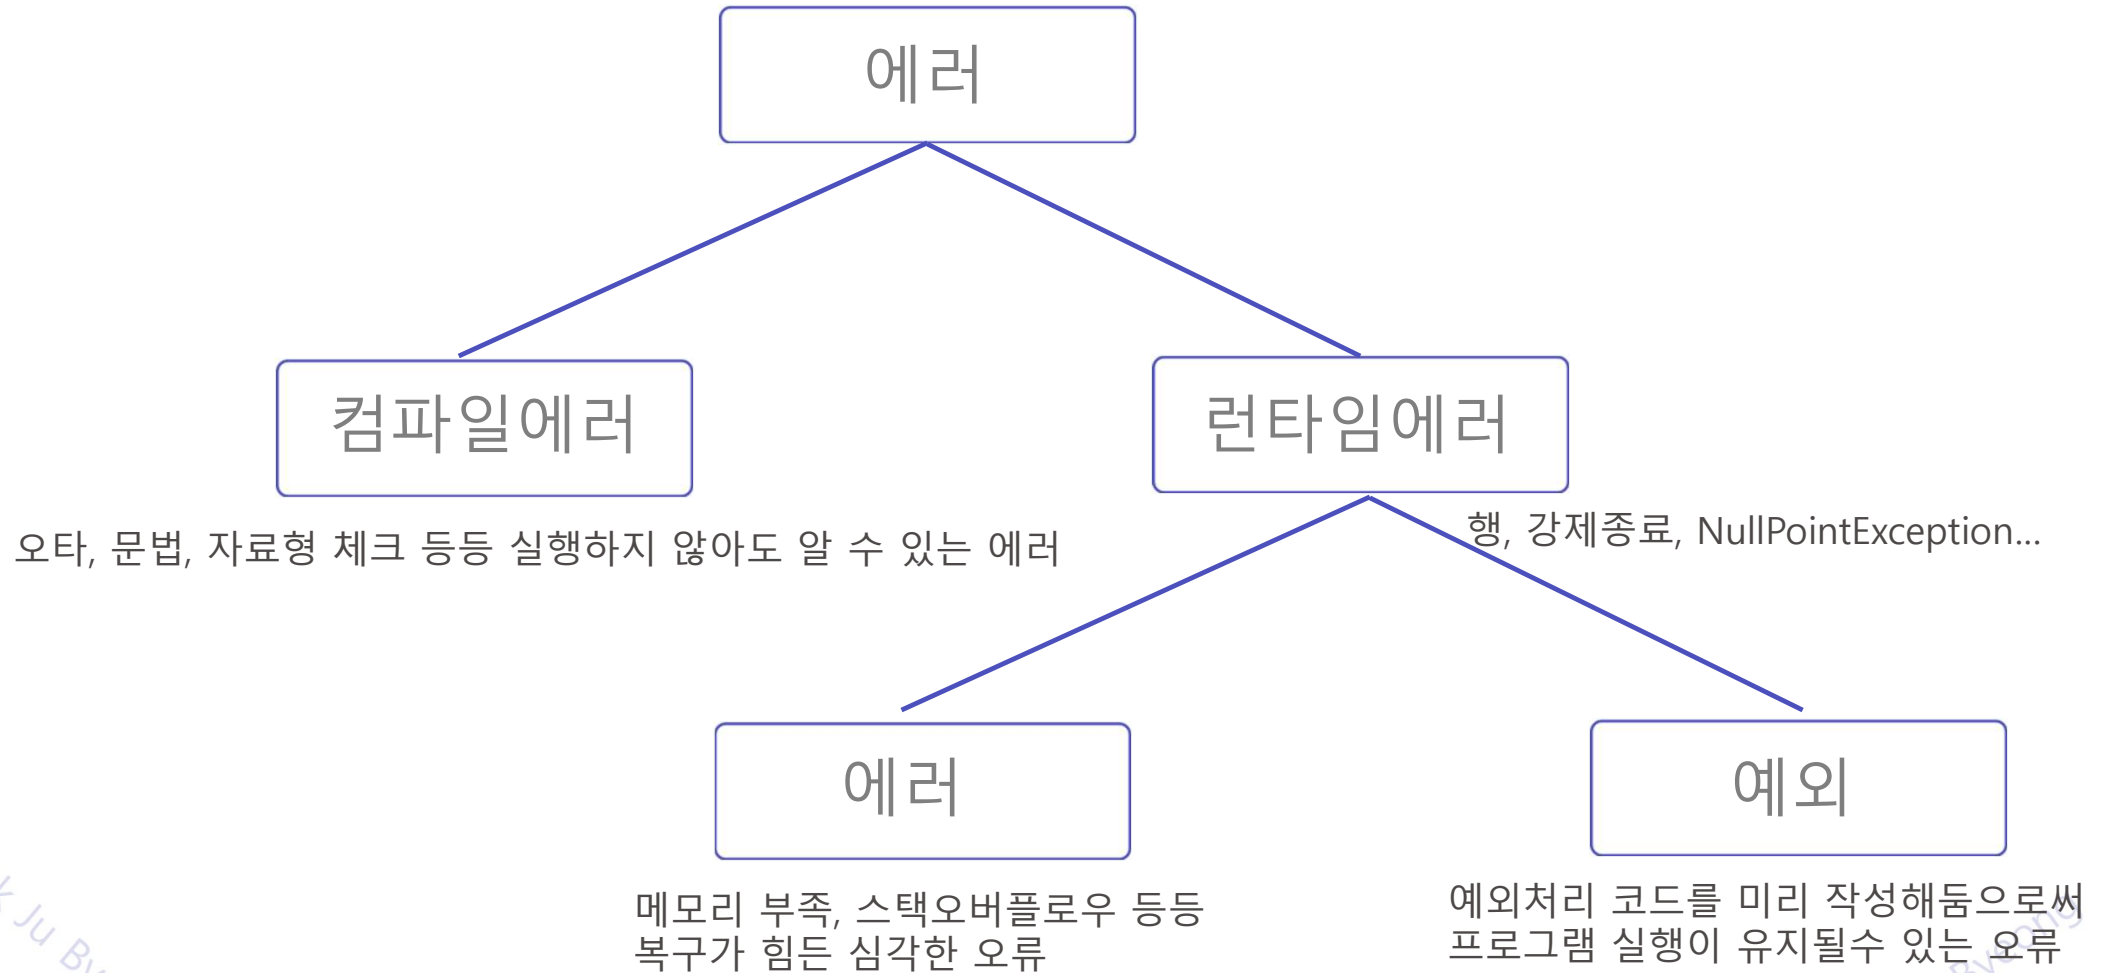 에러
컴파일에러
런타임에러
오타, 문법, 자료형 체크 등등 실행하지 않아도 알 수 있는 에러
행, 강제종료, NullPointException...
에러
예외
메모리 부족, 스택오버플로우 등등
복구가 힘든 심각한 오류
예외처리 코드를 미리 작성해둠으로써
프로그램 실행이 유지될수 있는 오류
Ju